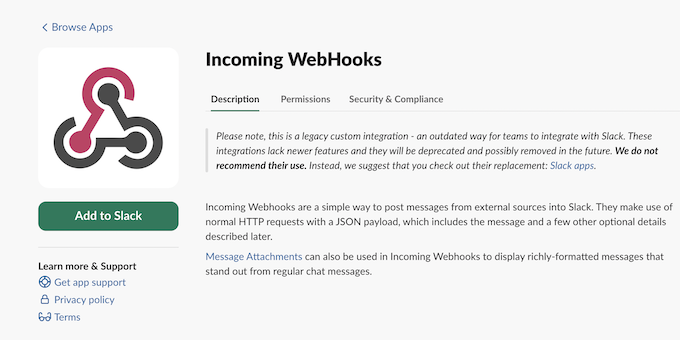 Browse Apps
Incoming WebHooks
Description Permissions Security & Compliance
Please note, this is a legacy custom integration - an outdated way for teams to integrate with Slack. These
integrations lack newer features and they will be deprecated and possibly removed in the future. We do not
recommend their use. Instead, we suggest that you check out their replacement: Slack apps.
Add to Slack
Incoming Webhooks are a simple way to post messages from external sources into Slack. They make use of
normal HTTP requests with a JSON payload, which includes the message and a few other optional details
described later.
Message Attachments can also be used in Incoming Webhooks to display richly-formatted messages that
stand out from regular chat messages.
Learn more & Support
Get app support
Privacy policy
Terms